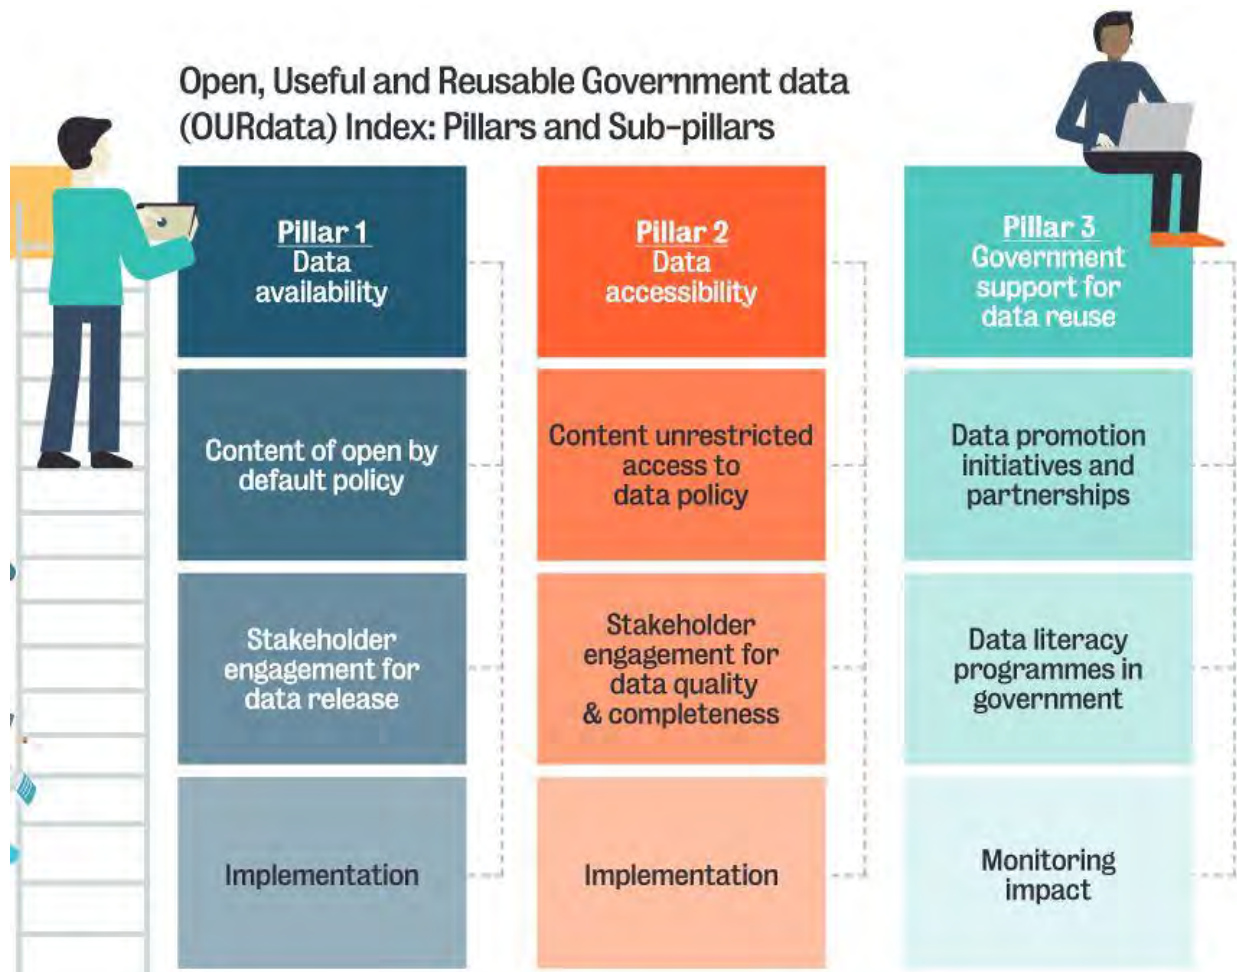 Open, Useful and Reusable Government data
(OURdata) Index: Pillars and Sub-pillars
Pillar 1
Data
availability
Content of open by
default policy
Stakeholder
engagement for
data release
Implementation
Pillar 2
Data
accessibility
Content unrestricted
access to
data policy
Stakeholder
engagement for
data quality
& completeness
Implementation
Pillar 3
Government
support for
data reuse
Data promotion
initiatives and
partnerships
Data literacy
programmes in
government
Monitoring
impact